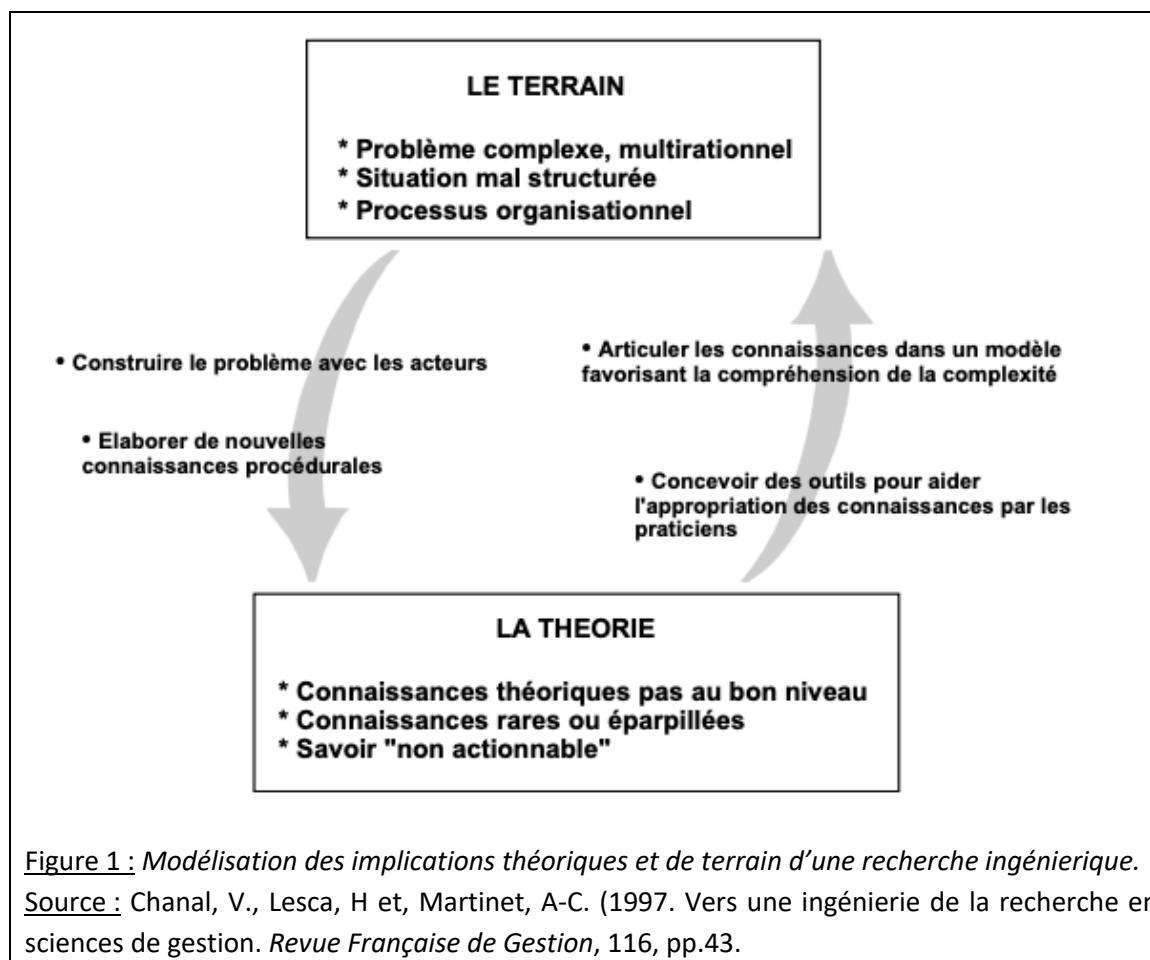 LE TERRAIN
* Problème complexe, multirationnel
* Situation mal structurée
* Processus organisationnel
• Construire le problème avec les acteurs
• Elaborer de nouvelles
connaissances procédurales
• Articuler les connaissances dans un modèle
favorisant la compréhension de la complexité
• Concevoir des outils pour aider
l'appropriation des connaissances par les
praticiens
LA THEORIE
* Connaissances théoriques pas au bon niveau
* Connaissances rares ou éparpillées
* Savoir "non actionnable"
Figure 1 : Modélisation des implications théoriques et de terrain d’une recherche ingénierique.
Source : Chanal, V., Lesca, H et, Martinet, A-C. (1997. Vers une ingénierie de la recherche en
sciences de gestion. Revue Française de Gestion, 116, pp.43.